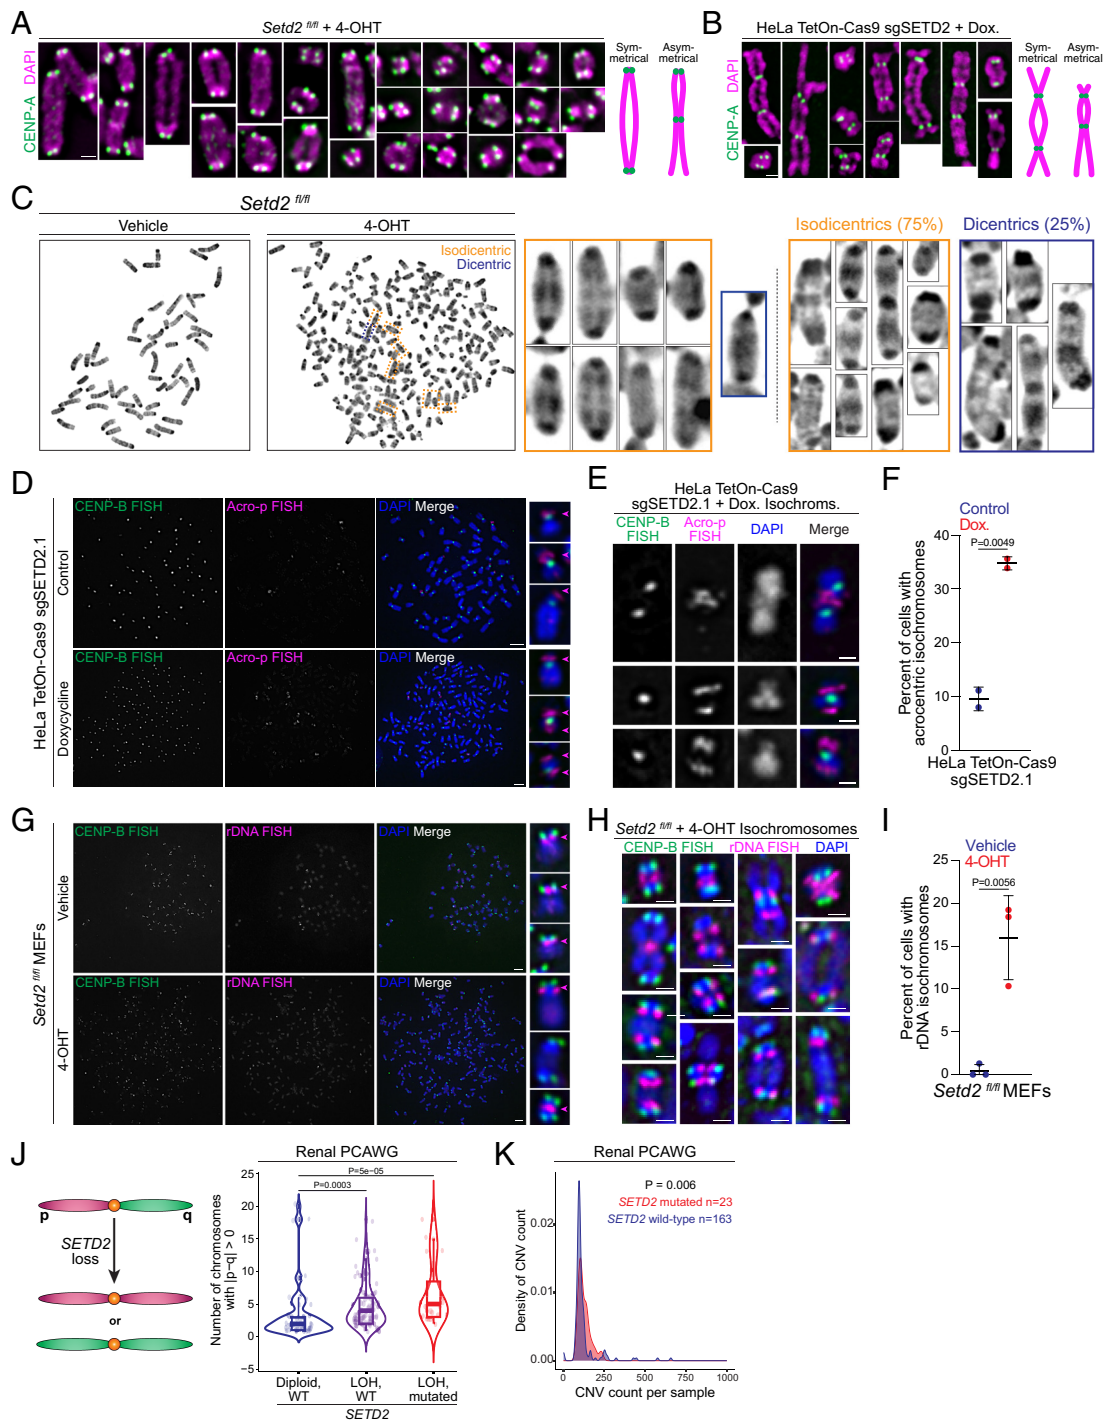 A
Setd2 fl/fl + 4-OHT
CENP-A DAPI
Sym-
metrical
Asym-
metrical
B
HeLa TetOn-Cas9 sgSETD2 + Dox.
CENP-A DAPI
Sym-
metrical
Asym-
metrical
C
Setd2 fl/fl
Vehicle
4-OHT
Isodicentric
Dicentric
Isodicentrics (75%)
Dicentrics (25%)
D
HeLa TetOn-Cas9 sgSETD2.1
Control
CENP-B FISH
Acro-p FISH
DAPI Merge
Doxycycline
CENP-B FISH
Acro-p FISH
DAPI Merge
E
HeLa TetOn-Cas9
sgSETD2.1 + Dox. Isochroms.
CENP-B
FISH
Acro-p
FISH
DAPI
Merge
F
Control
Dox.
P=0.0049
Percent of cells with
acrocentric isochromosomes
40
30
20
10
0
HeLa TetOn-Cas9
sgSETD2.1
G
Setd2 fl/fl MEFs
Vehicle
CENP-B FISH
rDNA FISH
DAPI Merge
4-OHT
CENP-B FISH
rDNA FISH
DAPI Merge
H
Setd2 fl/fl + 4-OHT Isochromosomes
CENP-B FISH
rDNA FISH
DAPI
I
Vehicle
4-OHT
P=0.0056
Percent of cells with
rDNA isochromosomes
25
20
15
10
5
0
Setd2 fl/fl MEFs
J
p
q
SETD2
loss
or
Renal PCAWG
P=5e-05
P=0.0003
Number of chromosomes
with |p-q| > 0
25
20
15
10
5
0
−5
Diploid,
WT
LOH,
WT
LOH,
mutated
SETD2
K
Renal PCAWG
P = 0.006
SETD2 mutated n=23
SETD2 wild-type n=163
Density of CNV count
0.02
0.01
0.00
0
250
500
750
1000
CNV count per sample